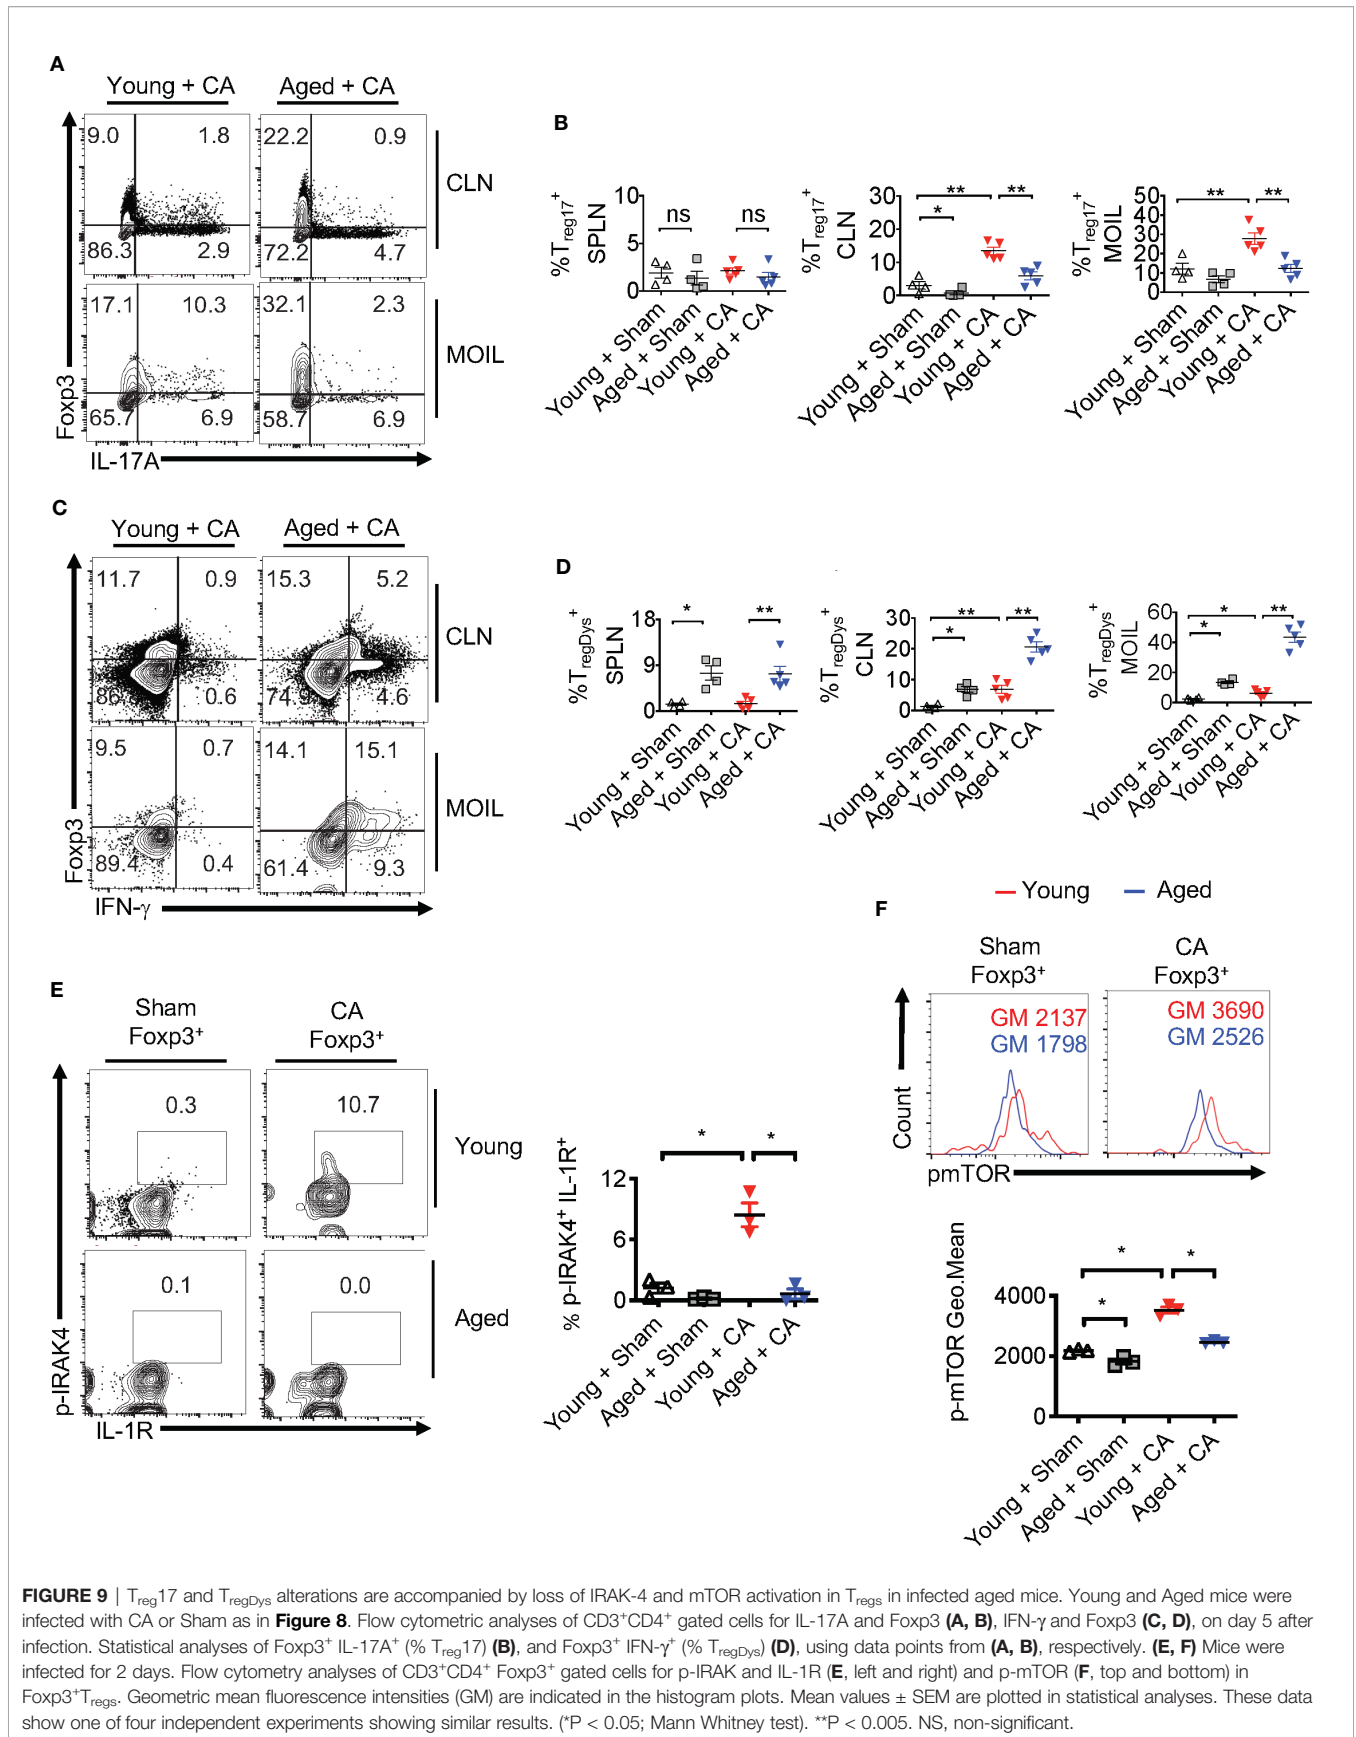 A
Young + CA
Aged + CA
9.0 1.8
22.2 0.9
CLN
86.3 2.9
72.2 4.7
17.1 10.3
32.1 2.3
MOIL
65.7 6.9
58.7 6.9
Foxp3
IL-17A
B
%Treg17+
SPLN
10
5
0
ns ns
Young + Sham
Aged + Sham
Young + CA
Aged + CA
%Treg17+
CLN
30
20
10
0
** **
*
Young + Sham
Aged + Sham
Young + CA
Aged + CA
%Treg17+
MOIL
50
40
30
20
10
0
** **
Young + Sham
Aged + Sham
Young + CA
Aged + CA
C
Young + CA
Aged + CA
11.7 0.9
15.3 5.2
CLN
0.6
4.6
9.5 0.7
14.1 15.1
MOIL
89.4 0.4
61.4 9.3
Foxp3
IFN-γ
D
%TregDys+
SPLN
18
9
0
* **
Young + Sham
Aged + Sham
Young + CA
Aged + CA
%TregDys+
CLN
30
20
10
0
** **
*
Young + Sham
Aged + Sham
Young + CA
Aged + CA
%TregDys+
MOIL
60
40
20
0
* **
*
Young + Sham
Aged + Sham
Young + CA
Aged + CA
E
Sham
Foxp3+
CA
Foxp3+
0.3
10.7
Young
0.1
0.0
Aged
p-IRAK4
IL-1R
% p-IRAK4+ IL-1R+
12
6
0
* *
Young + Sham
Aged + Sham
Young + CA
Aged + CA
F
Young Aged
Sham
Foxp3+
CA
Foxp3+
GM 2137
GM 1798
GM 3690
GM 2526
Count
pmTOR
p-mTOR Geo.Mean
4000
2000
0
* *
*
Young + Sham
Aged + Sham
Young + CA
Aged + CA
FIGURE 9 | Treg17 and TregDys alterations are accompanied by loss of IRAK-4 and mTOR activation in Tregs in infected aged mice. Young and Aged mice were
infected with CA or Sham as in Figure 8. Flow cytometric analyses of CD3+CD4+ gated cells for IL-17A and Foxp3 (A, B), IFN-γ and Foxp3 (C, D), on day 5 after
infection. Statistical analyses of Foxp3+ IL-17A+ (% Treg17) (B), and Foxp3+ IFN-γ+ (% TregDys) (D), using data points from (A, B), respectively. (E, F) Mice were
infected for 2 days. Flow cytometry analyses of CD3+CD4+ Foxp3+ gated cells for p-IRAK and IL-1R (E, left and right) and p-mTOR (F, top and bottom) in
Foxp3+Tregs. Geometric mean fluorescence intensities (GM) are indicated in the histogram plots. Mean values ± SEM are plotted in statistical analyses. These data
show one of four independent experiments showing similar results. (*P < 0.05; Mann Whitney test). **P < 0.005. NS, non-significant.